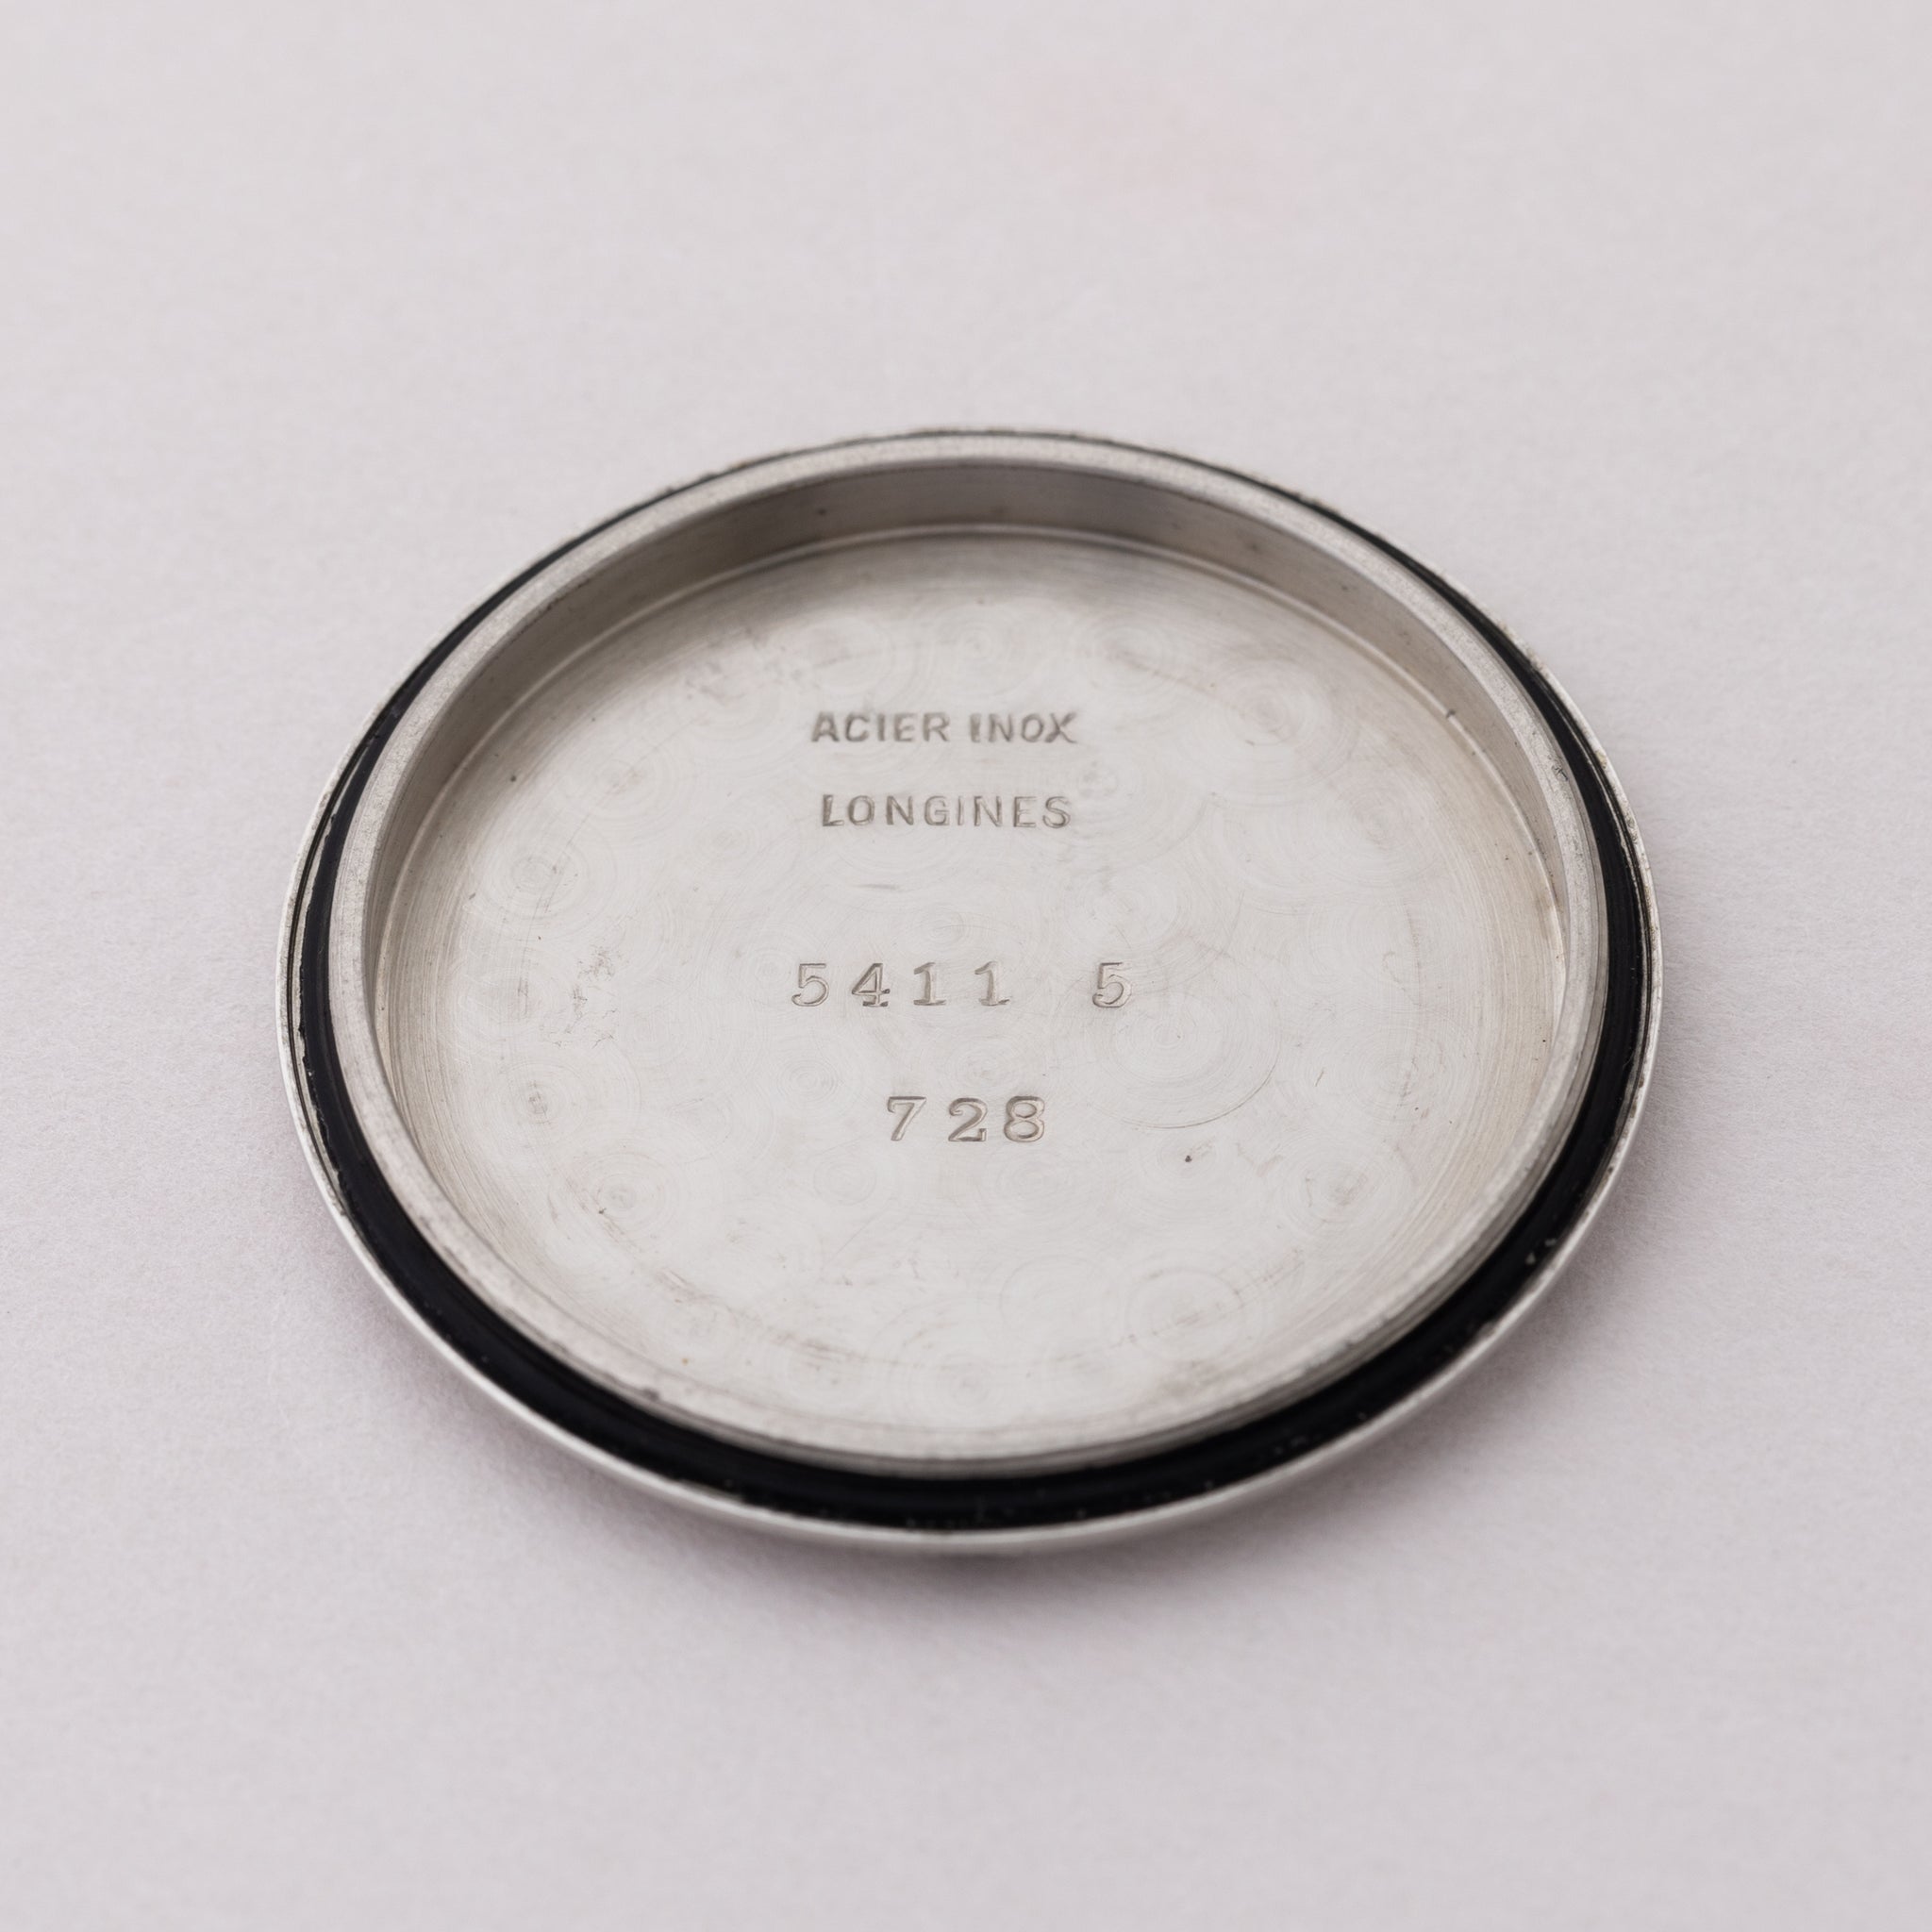 ACIER INOX
LONGINES
5411 5
728